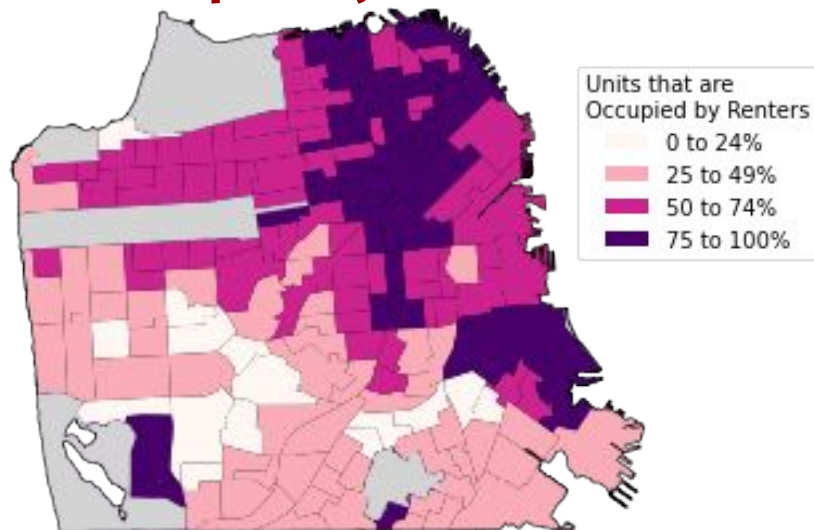 Units that are
Occupied by Renters
0 to 24%
25 to 49%
50 to 74%
75 to 100%